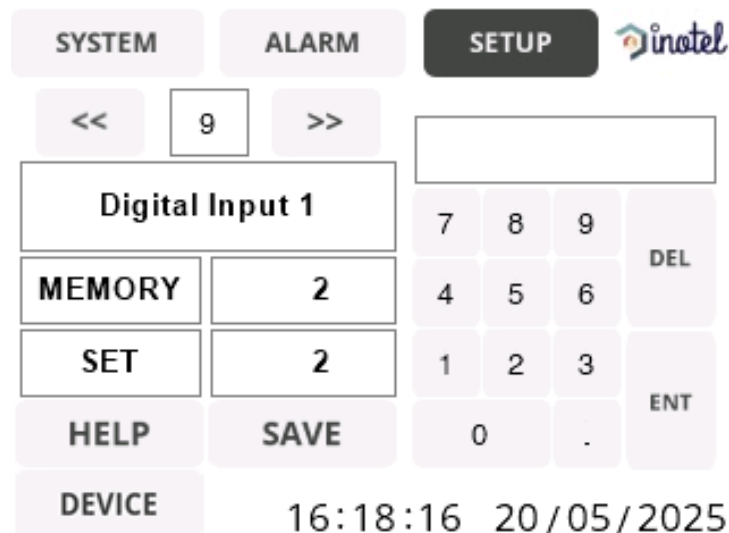 SYSTEM ALARM SETUP inotel
<< 9 >>
Digital Input 1
7 8 9 DEL
MEMORY 2
4 5 6
SET 2
1 2 3 ENT
HELP SAVE
0 .
DEVICE
16:18:16 20/05/2025